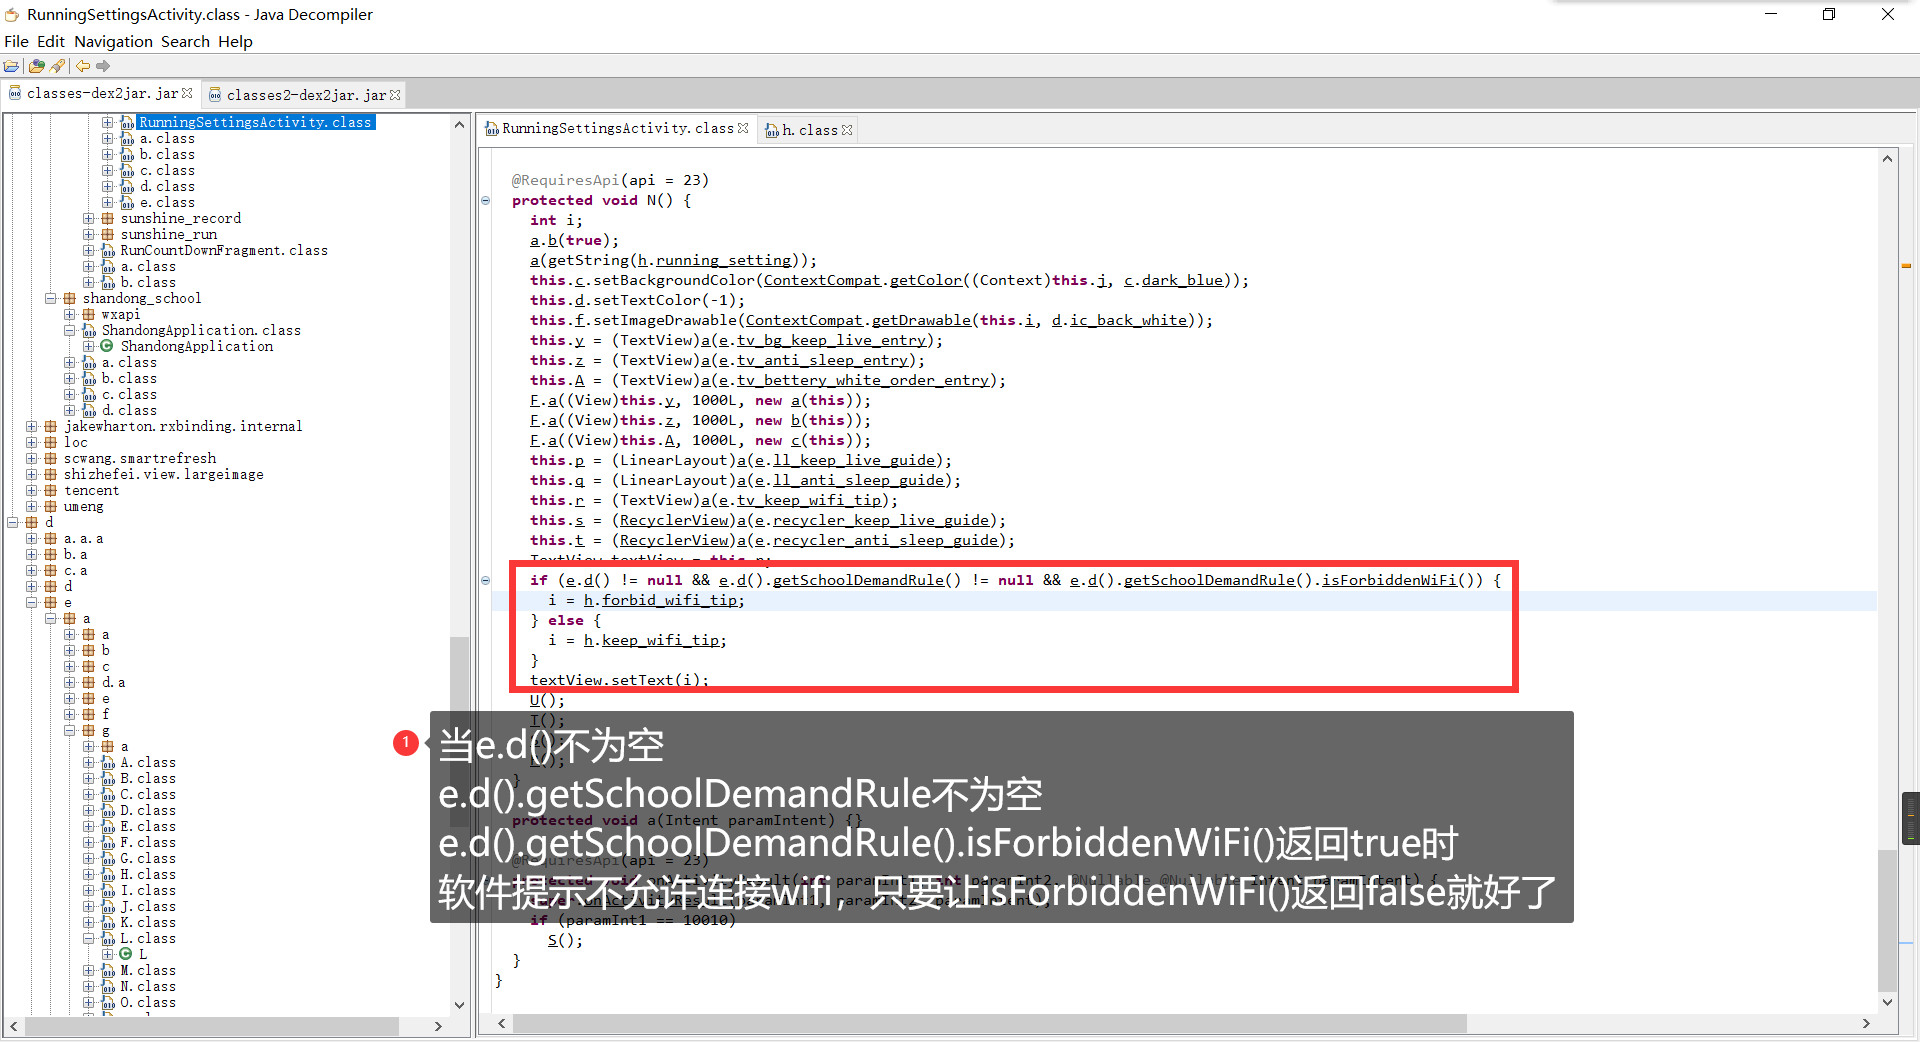 RunningSettingsActivity.class - Java Decompiler
File Edit Navigation Search Help
classes-dex2jar.jar
classes2-dex2jar.jar
RunningSettingsActivity.class
a.class
b.class
c.class
d.class
e.class
sunshine_record
sunshine_run
RunCountDownFragment.class
a.class
b.class
shandong_school
wxapi
ShandongApplication.class
ShandongApplication
a.class
b.class
c.class
d.class
jakewharton.rxbinding.internal
loc
scwang.smartrefresh
shizhefei.view.largeimage
tencent
umeng
d
a.a.a
b.a
c.a
d
e
a
a
b
c
d.a
e
f
g
a
A.class
B.class
C.class
D.class
E.class
F.class
G.class
H.class
I.class
J.class
K.class
L.class
L
M.class
N.class
O.class
RunningSettingsActivity.class
h.class
@RequiresApi(api = 23)
protected void N() {
int i;
a.b(true);
a(getString(h.running_setting));
this.c.setBackgroundColor(ContextCompat.getColor((Context)this.j, c.dark_blue));
this.d.setTextColor(-1);
this.f.setImageDrawable(ContextCompat.getDrawable(this.i, d.ic_back_white));
this.y = (TextView)a(e.tv_bg_keep_live_entry);
this.z = (TextView)a(e.tv_anti_sleep_entry);
this.A = (TextView)a(e.tv_bettery_white_order_entry);
F.a((View)this.y, 1000L, new a(this));
F.a((View)this.z, 1000L, new b(this));
F.a((View)this.A, 1000L, new c(this));
this.p = (LinearLayout)a(e.ll_keep_live_guide);
this.q = (LinearLayout)a(e.ll_anti_sleep_guide);
this.r = (TextView)a(e.tv_keep_wifi_tip);
this.s = (RecyclerView)a(e.recycler_keep_live_guide);
this.t = (RecyclerView)a(e.recycler_anti_sleep_guide);
TextView textView = this.r;
if (e.d() != null && e.d().getSchoolDemandRule() != null && e.d().getSchoolDemandRule().isForbiddenWiFi()) {
i = h.forbid_wifi_tip;
} else {
i = h.keep_wifi_tip;
}
textView.setText(i);
U();
T();
1
当e.d()不为空
e.d().getSchoolDemandRule不为空
}
protected void a(Intent paramIntent) {}
e.d().getSchoolDemandRule().isForbiddenWiFi()返回true时
@RequiresApi(api = 23)
软件提示不允许连接wifi，只要让isForbiddenWiFi()返回false就好了
if (paramInt1 == 10010)
S();
}
}